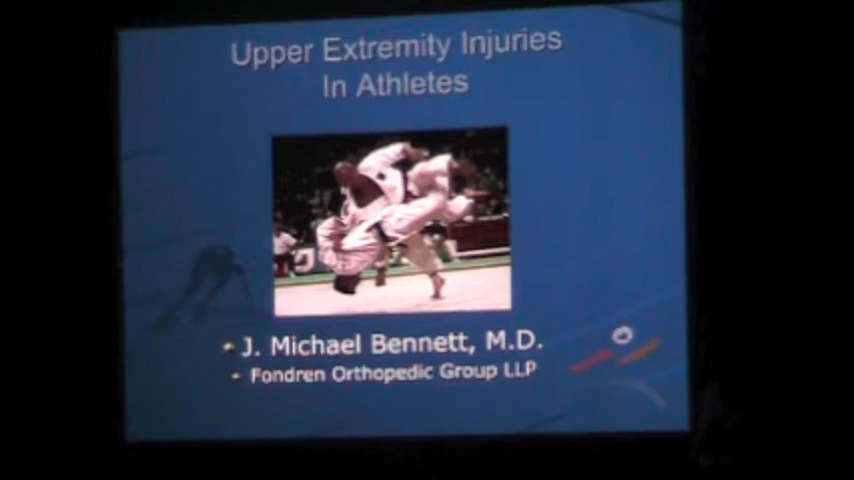 Upper Extremity Injuries
In Athletes
J. Michael Bennett, M.D.
Fondren Orthopedic Group LLP